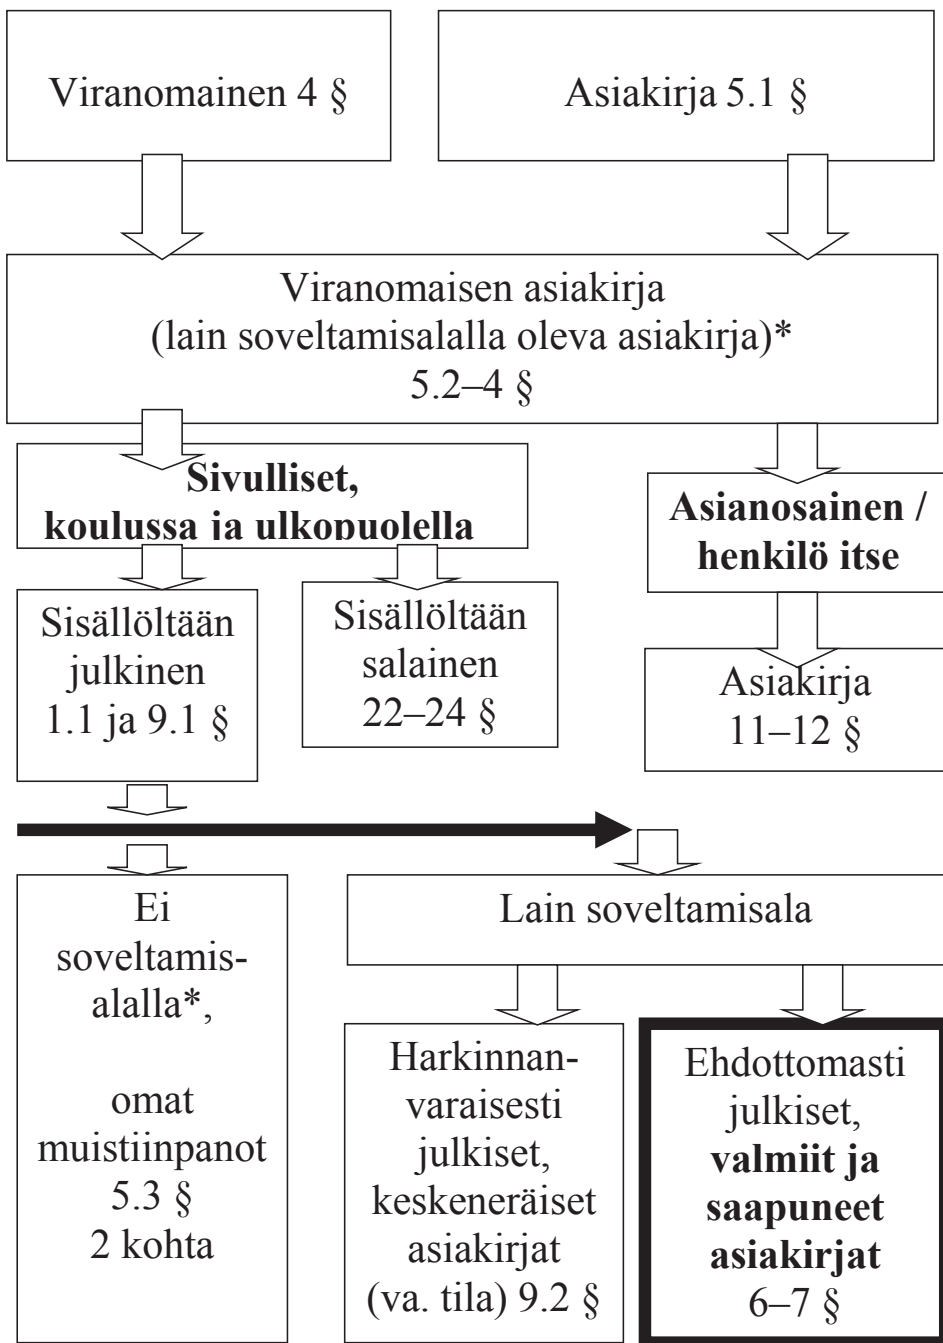 Viranomainen 4 §
Asiakirja 5.1 §
Viranomaisen asiakirja
(lain soveltamisalalla oleva asiakirja)*
5.2–4 §
Sivulliset,
koulussa ja ulkopuolella
Asianosainen /
henkilö itse
Sisällöltään
julkinen
1.1 ja 9.1 §
Sisällöltään
salainen
22–24 §
Asiakirja
11–12 §
Ei
soveltamis-
alalla*,
omat
muistiinpanot
5.3 §
2 kohta
Lain soveltamisala
Harkinnan-
varaisesti
julkiset,
keskeneräiset
asiakirjat
(va. tila) 9.2 §
Ehdottomasti
julkiset,
valmiit ja
saapuneet
asiakirjat
6–7 §